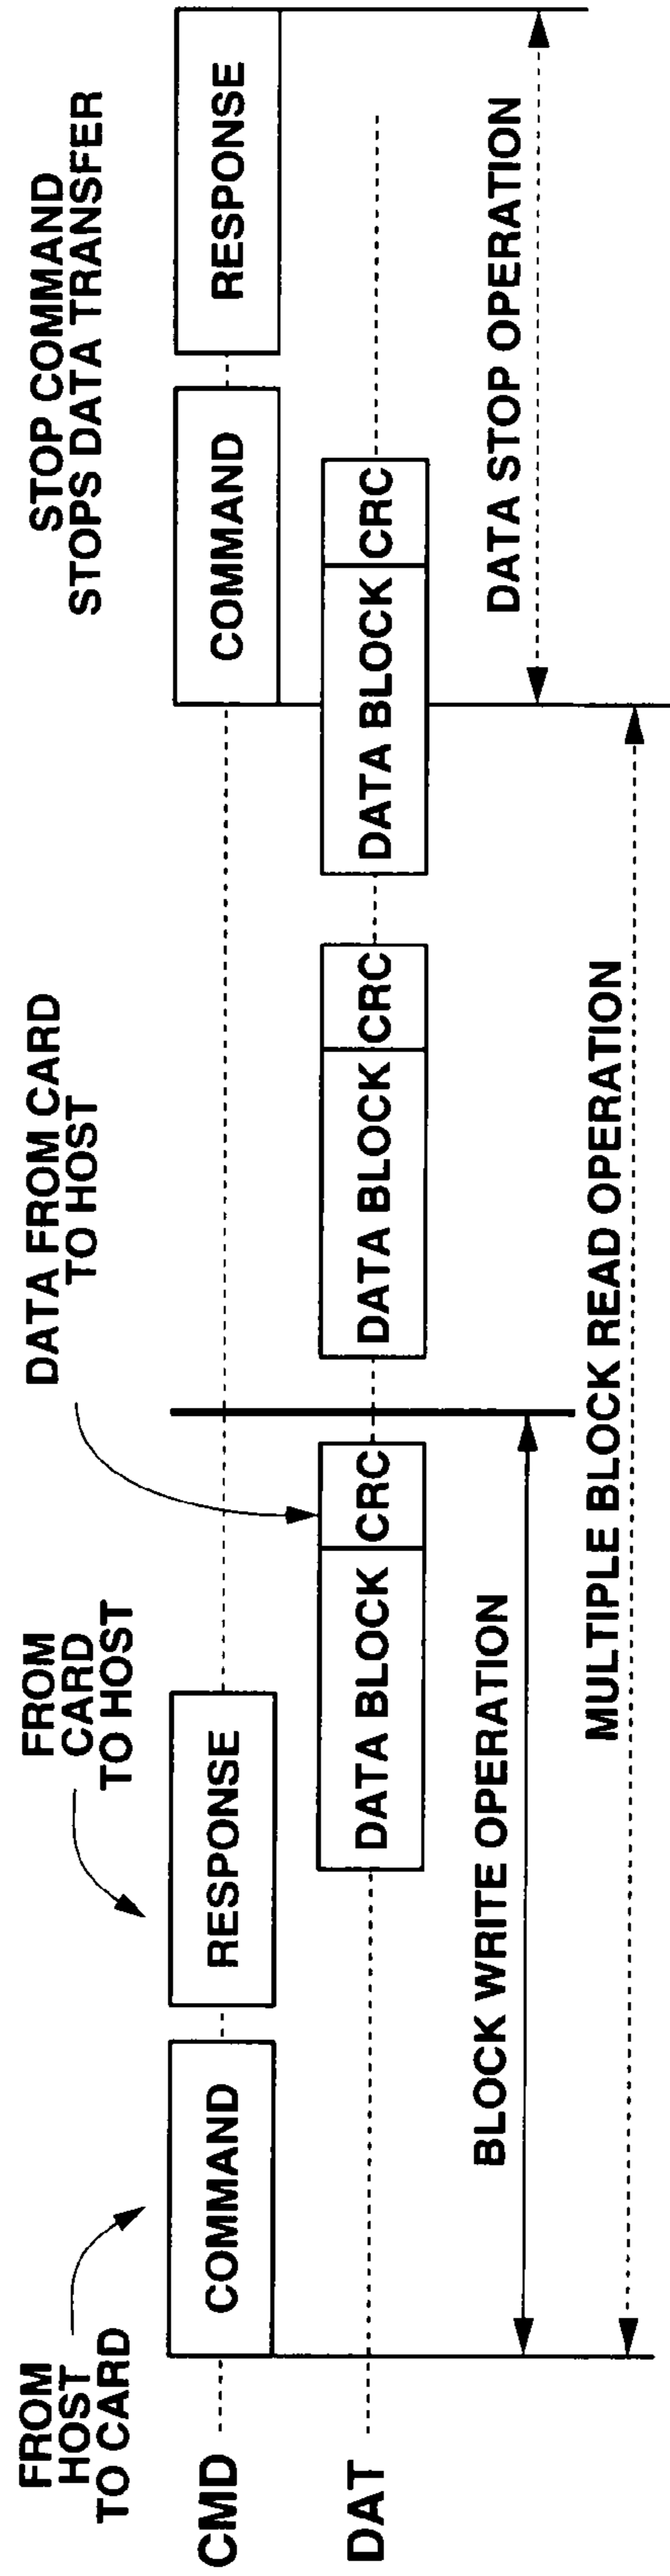 FROM
HOST
TO CARD
FROM
CARD
TO HOST
DATA FROM CARD
TO HOST
STOP COMMAND
STOPS DATA TRANSFER
CMD
COMMAND
RESPONSE
COMMAND
RESPONSE
DAT
DATA BLOCK
CRC
DATA BLOCK
CRC
DATA BLOCK
CRC
BLOCK WRITE OPERATION
DATA STOP OPERATION
MULTIPLE BLOCK READ OPERATION